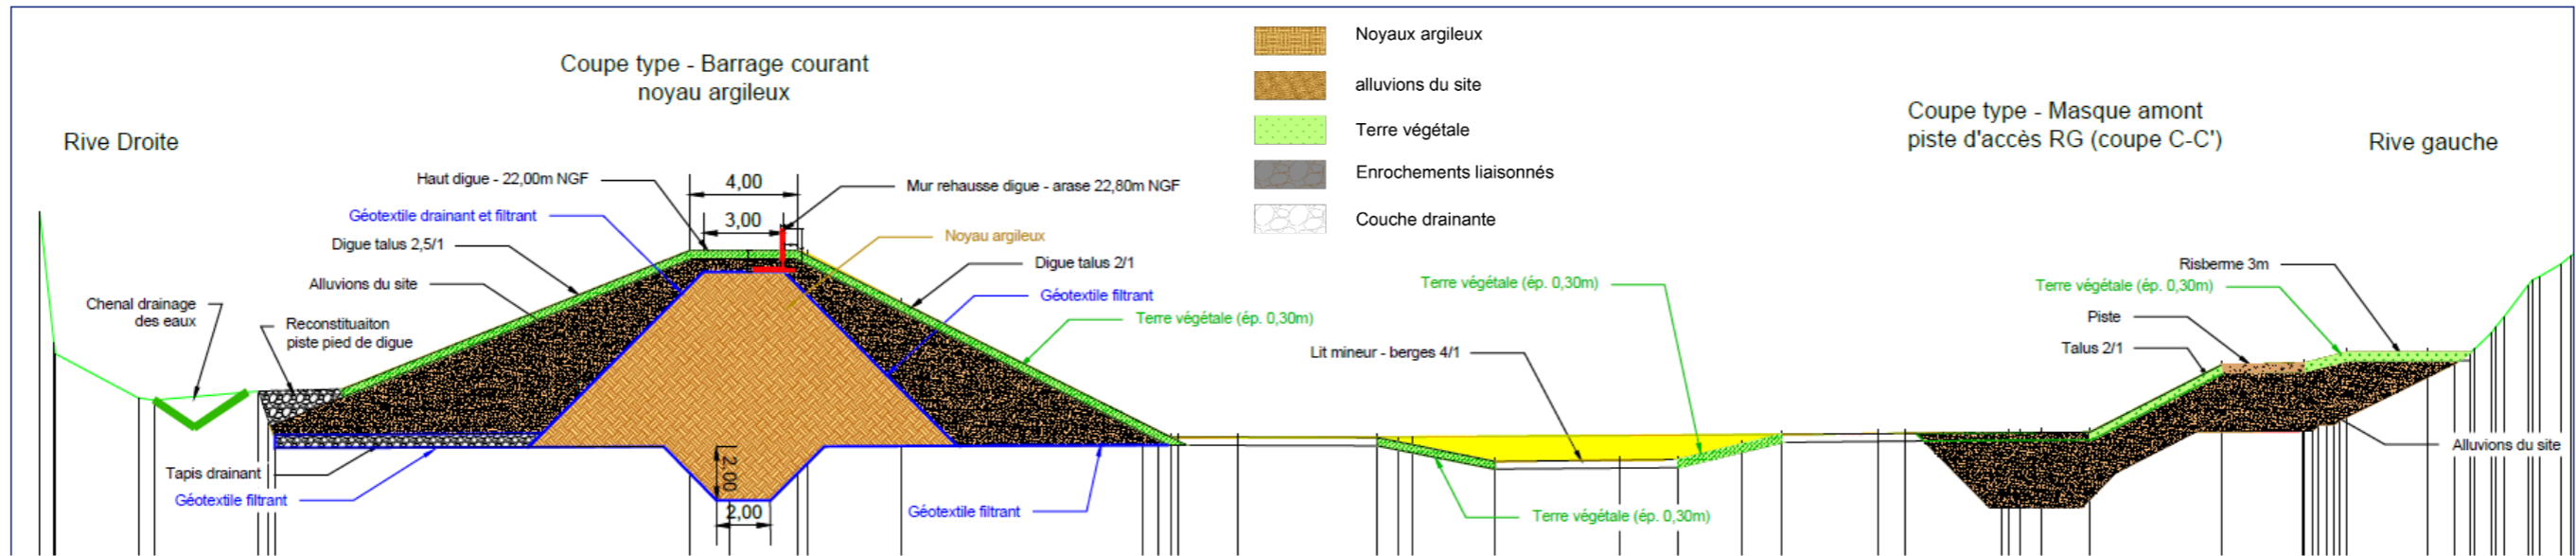 Coupe type - Barrage courant
noyau argileux
Noyaux argileux
alluvions du site
Terre végétale
Enrochements liaisonnés
Couche drainante
Coupe type - Masque amont
piste d'accès RG (coupe C-C')
Rive Droite
Rive gauche
Haut digue - 22,00m NGF
4,00
Mur rehausse digue - arase 22,80m NGF
Géotextile drainant et filtrant
3,00
Digue talus 2,5/1
Noyau argileux
Alluvions du site
Digue talus 2/1
Chenal drainage
des eaux
Géotextile filtrant
Reconstituaiton
piste pied de digue
Terre végétale (ép. 0,30m)
Terre végétale (ép. 0,30m)
Lit mineur - berges 4/1
Risberme 3m
Terre végétale (ép. 0,30m)
Piste
Talus 2/1
Tapis drainant
Géotextile filtrant
2,00
2,00
Géotextile filtrant
Terre végétale (ép. 0,30m)
Alluvions du site